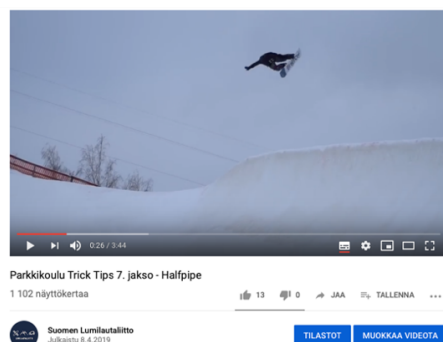 0:26 / 3:44
Parkkikoulu Trick Tips 7. jakso - Halfpipe
1 102 näyttökertaa
13 0 JAA TALLENNA
Suomen Lumilautaliitto
Julkaistu 8.4.2019
TILASTOT MUOKKAA VIDEOTA